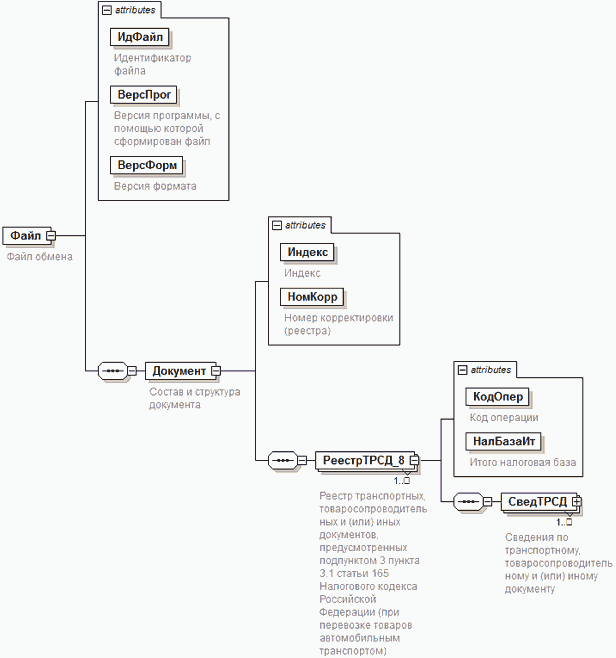 attributes
ИдФайл
Идентификатор
файла
ВерсПрог
Версия программы, с
помощью которой
сформирован файл
ВерсФорм
Версия формата
Файл
Файл обмена
attributes
Индекс
Индекс
НомКорр
Номер корректировки
(реестра)
Документ
Состав и структура
документа
attributes
КодОпер
Код операции
НалБазаИт
Итого налоговая база
РеестрТРСД_8
1..
Реестр транспортных,
товаросопроводитель
ных и (или) иных
документов,
предусмотренных
подпунктом 3 пункта
3.1 статьи 165
Налогового кодекса
Российской
Федерации (при
перевозке товаров
автомобильным
транспортом)
СведТРСД
1..
Сведения по
транспортному,
товаросопроводитель
ному и (или) иному
документу